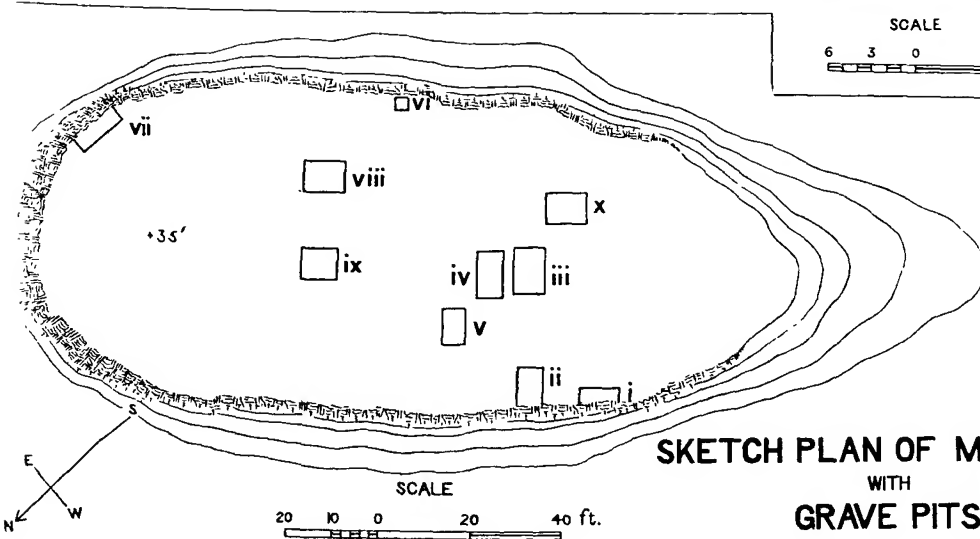 SCALE
6 3 0
vi
vii
viii
x
+35'
ix
iv
iii
v
ii
i
S
E
W
N
SCALE
20 10 0 20 40 ft.
SKETCH PLAN OF M
WITH
GRAVE PITS